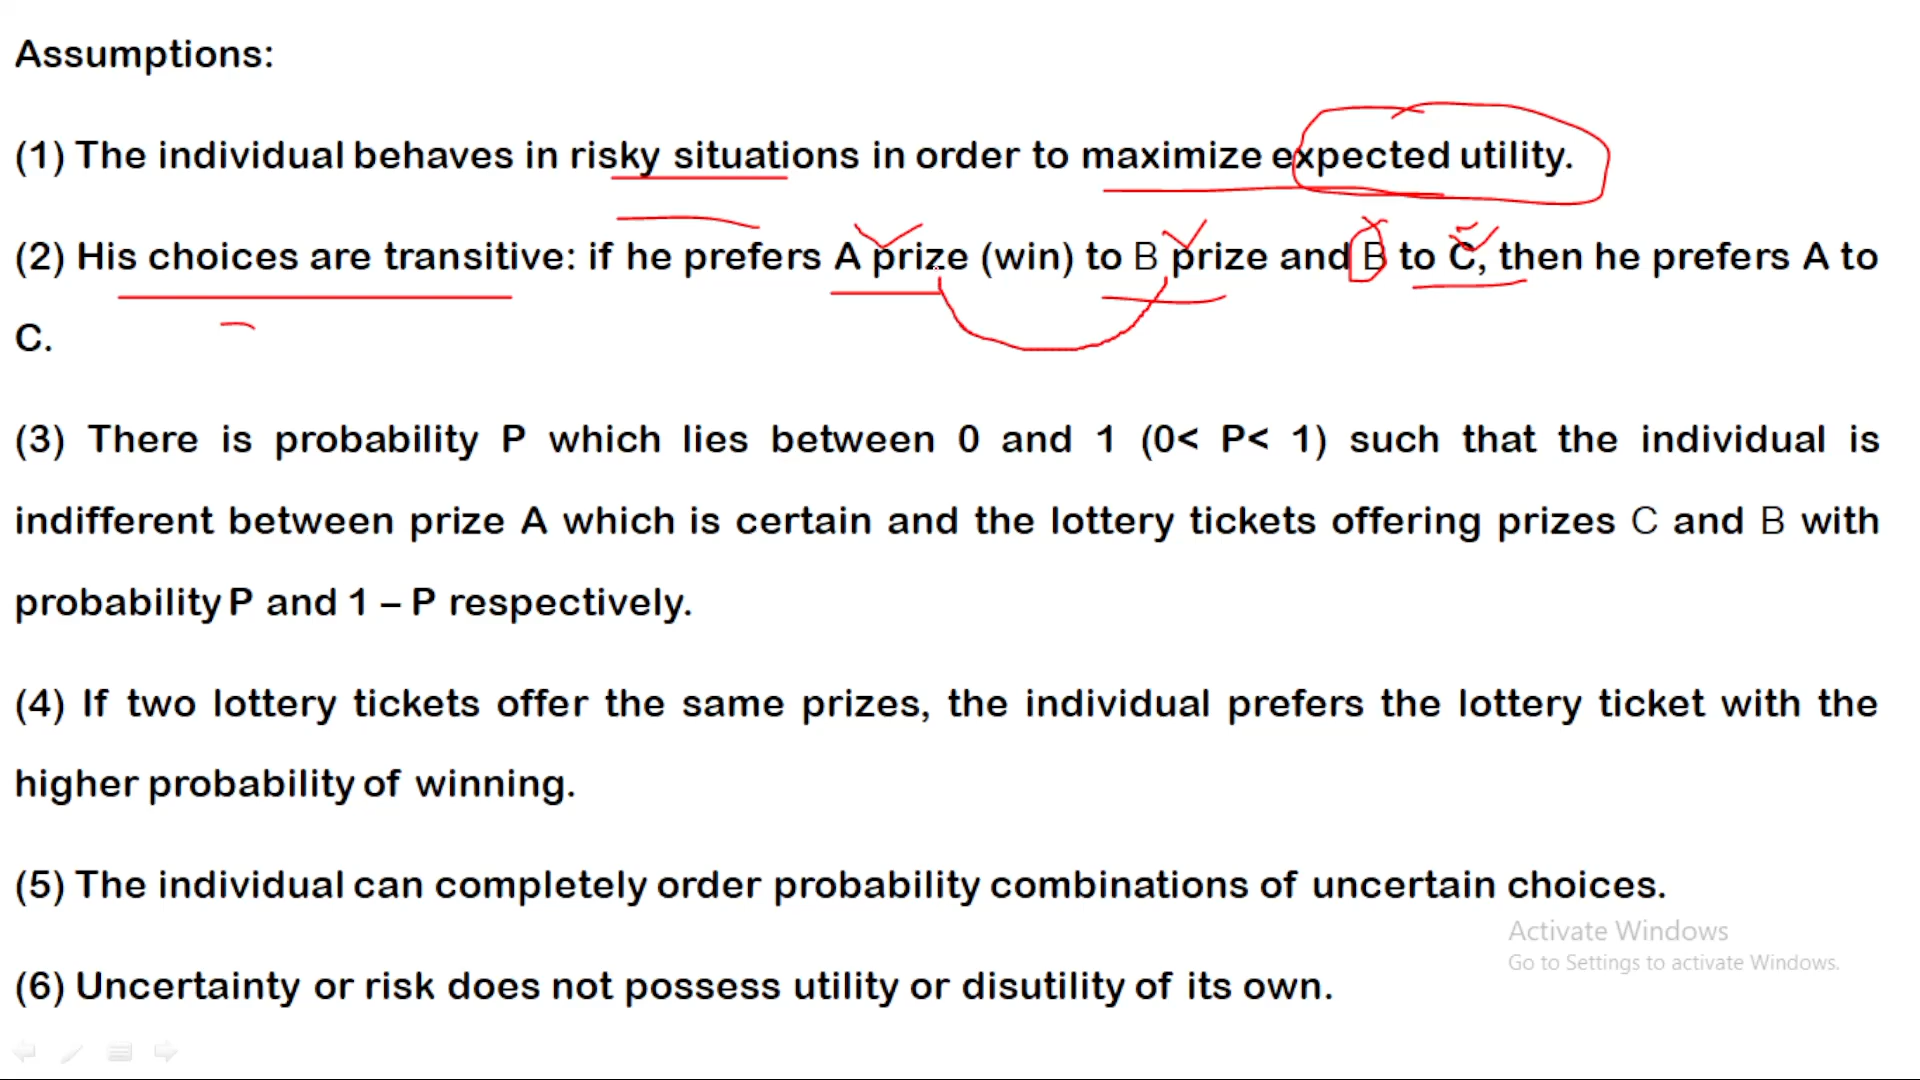 Assumptions:
(1) The individual behaves in risky situations in order to maximize expected utility.
(2) His choices are transitive: if he prefers A prize (win) to B prize and B to C, then he prefers A to
C.
(3) There is probability P which lies between 0 and 1 (0< P< 1) such that the individual is
indifferent between prize A which is certain and the lottery tickets offering prizes C and B with
probability P and 1 – P respectively.
(4) If two lottery tickets offer the same prizes, the individual prefers the lottery ticket with the
higher probability of winning.
(5) The individual can completely order probability combinations of uncertain choices.
Activate Windows
Go to Settings to activate Windows.
(6) Uncertainty or risk does not possess utility or disutility of its own.